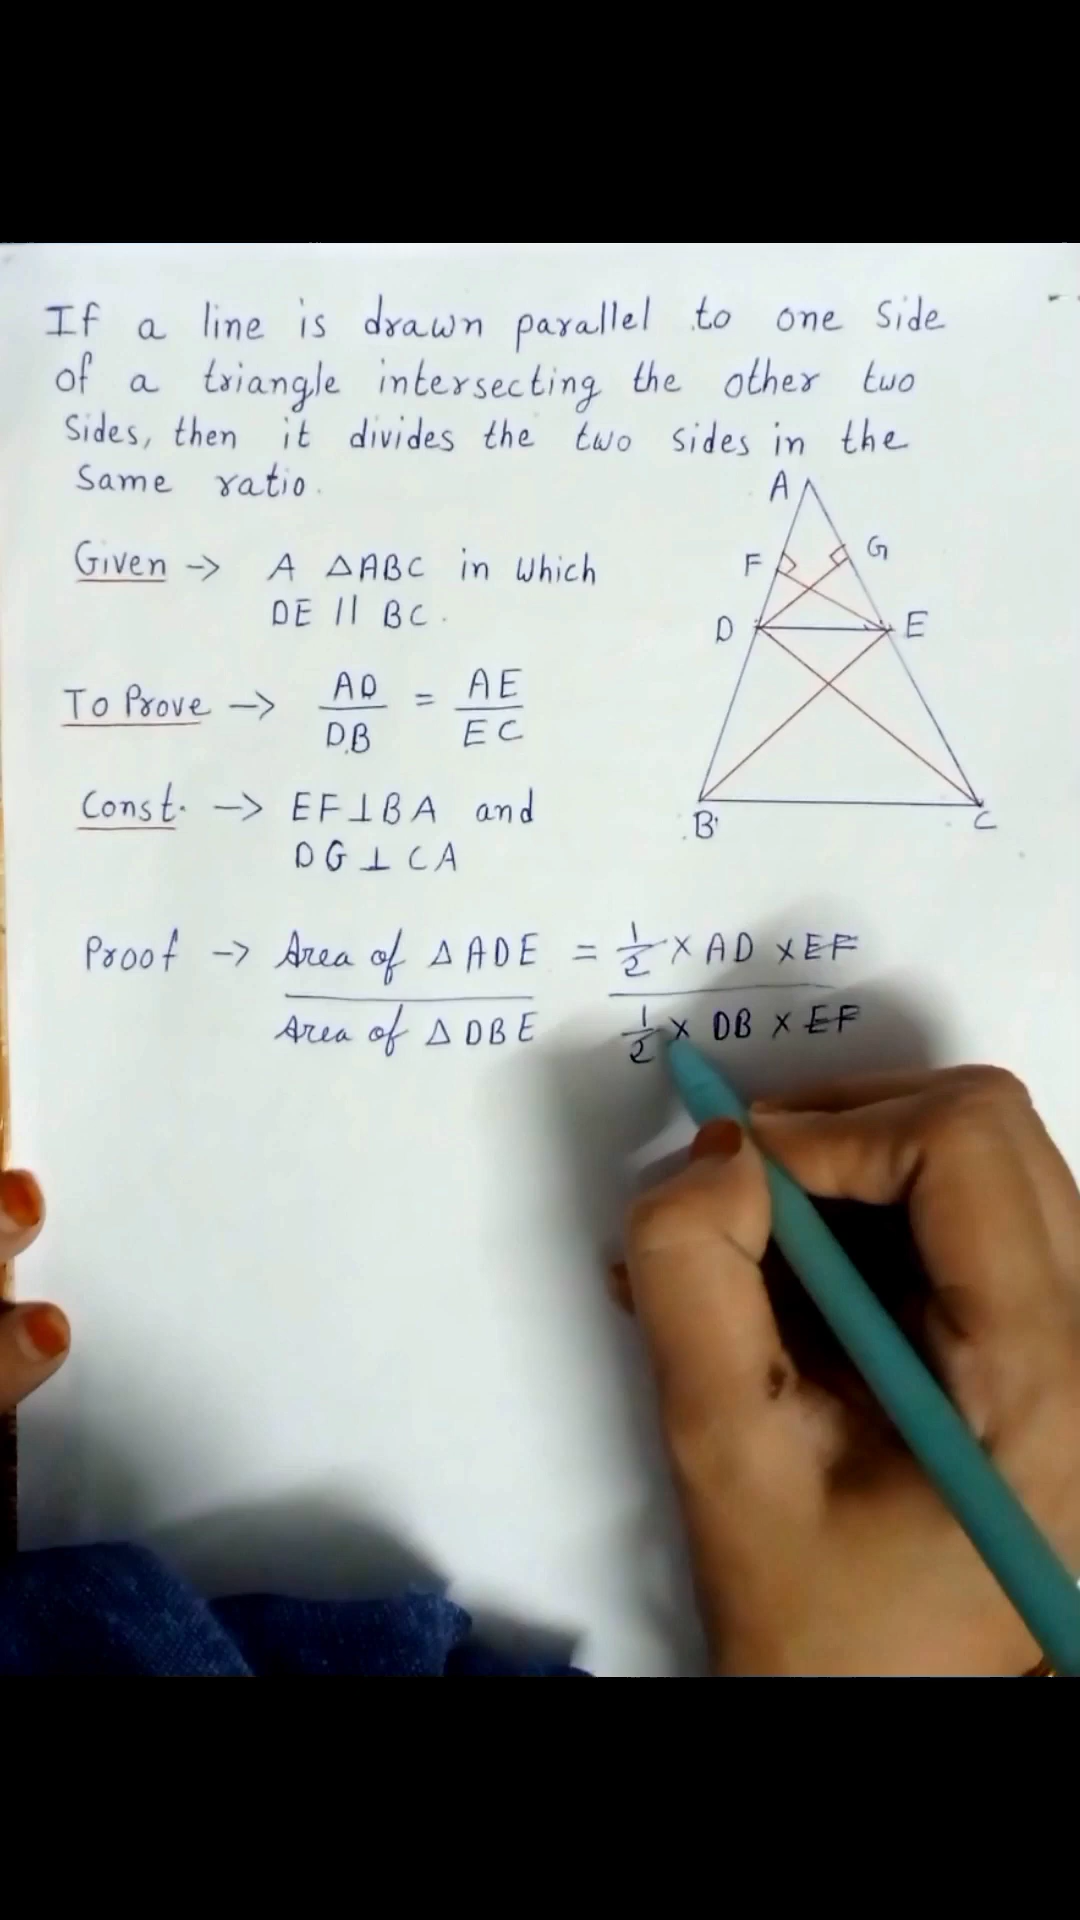 If a line is drawn parallel to one Side
of a triangle intersecting the other two
Sides, then it divides the two sides in the
Same ratio.
A
Given → A △ABC in which
F G
DE || BC.
D E
To Prove → AD/DB = AE/EC
Const. → EF⊥BA and
B C
DG ⊥ CA
Proof → Area of △ADE = 1/2 × AD × EF
Area of △DBE 1/2 × DB × EF